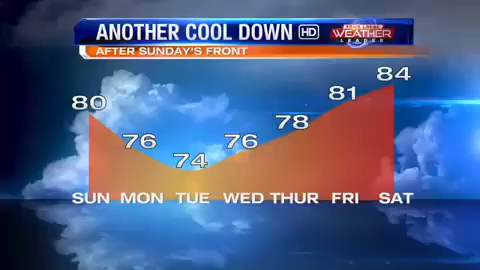 ANOTHER COOL DOWN HD
WEATHER
LEADER
AFTER SUNDAY'S FRONT
80 76 74 76 78 81 84
SUN MON TUE WED THUR FRI SAT